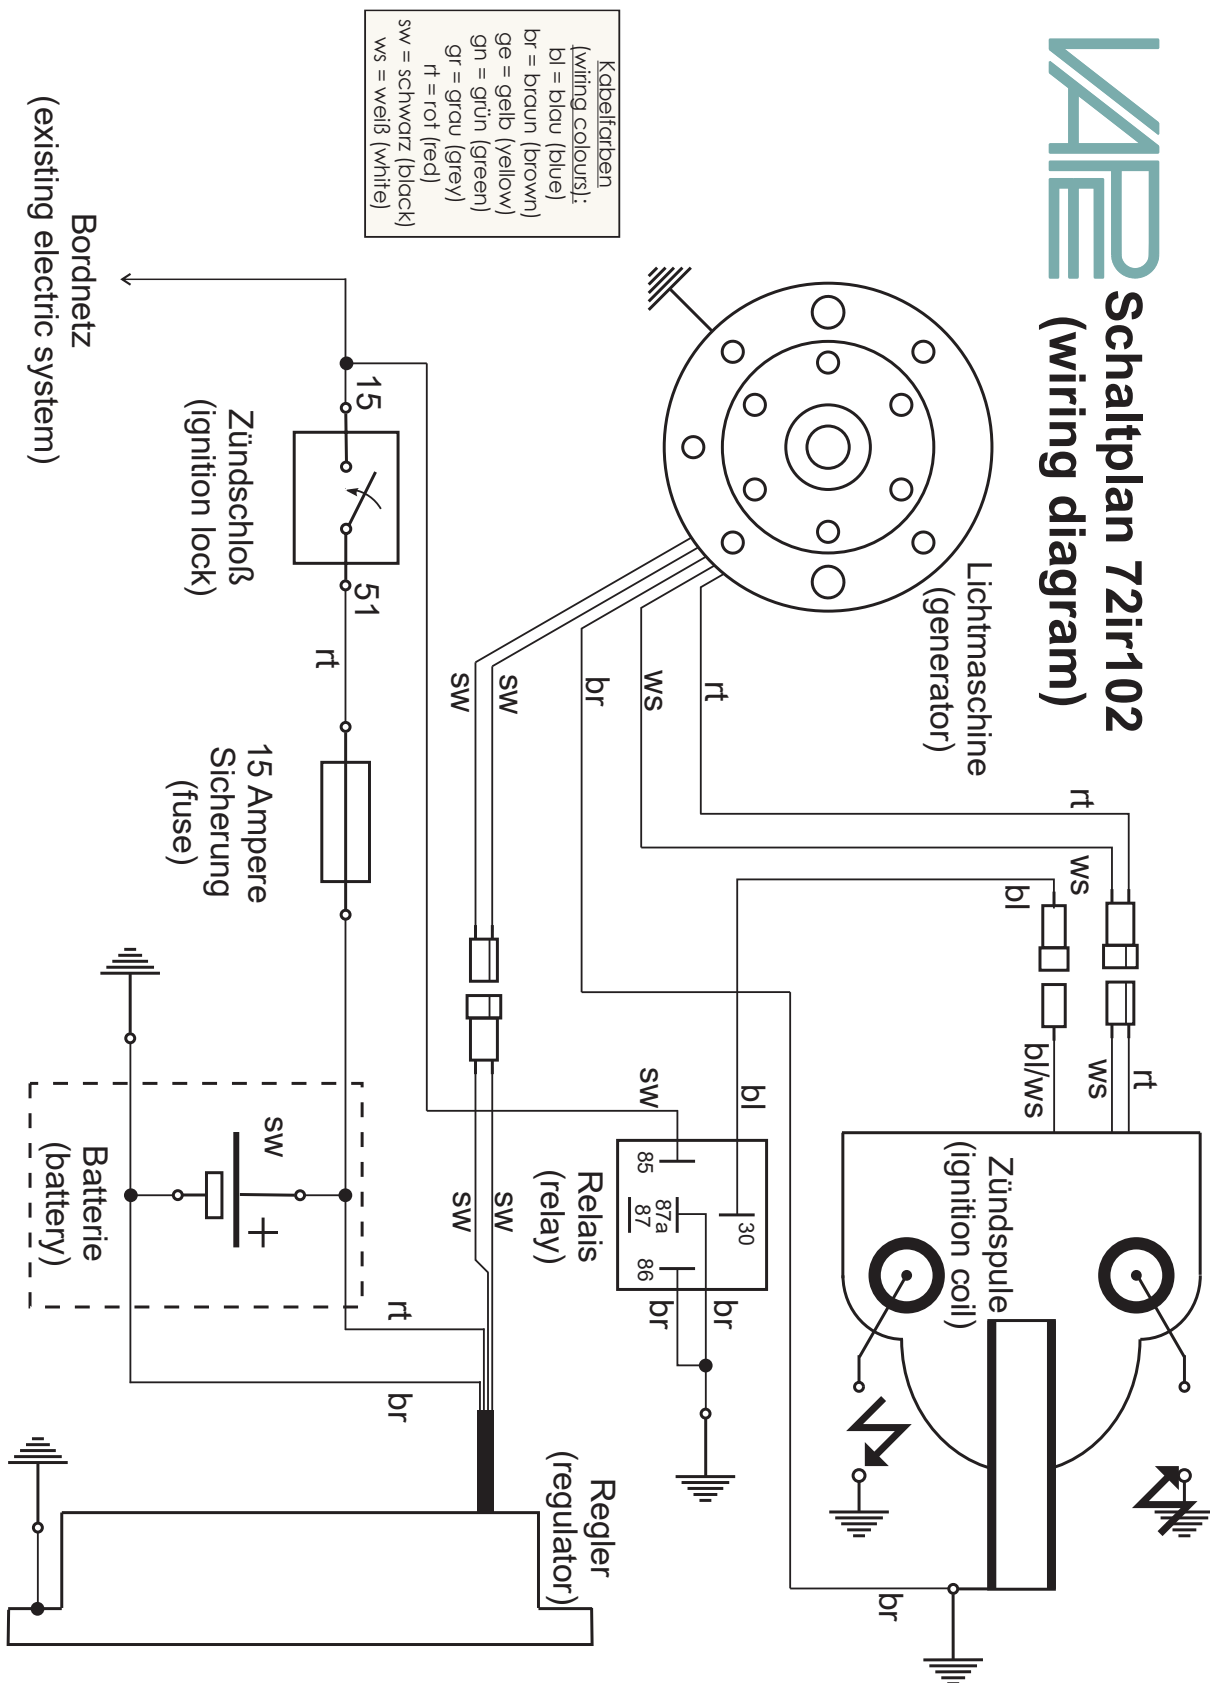 VAPE
Schaltplan 72ir102
(wiring diagram)
Kabelfarben
(wiring colours):
bl = blau (blue)
br = braun (brown)
ge = gelb (yellow)
gn = grün (green)
gr = grau (grey)
rt = rot (red)
sw = schwarz (black)
ws = weiß (white)
Lichtmaschine
(generator)
rt
ws
br
sw
sw
rt
ws
bl
rt
ws
bl/ws
Zündspule
(ignition coil)
br
bl
sw
30
85
87a
87
86
Relais
(relay)
br
br
sw
sw
Bordnetz
(existing electric system)
15
51
Zündschloß
(ignition lock)
rt
15 Ampere
Sicherung
(fuse)
sw
+
Batterie
(battery)
rt
br
Regler
(regulator)